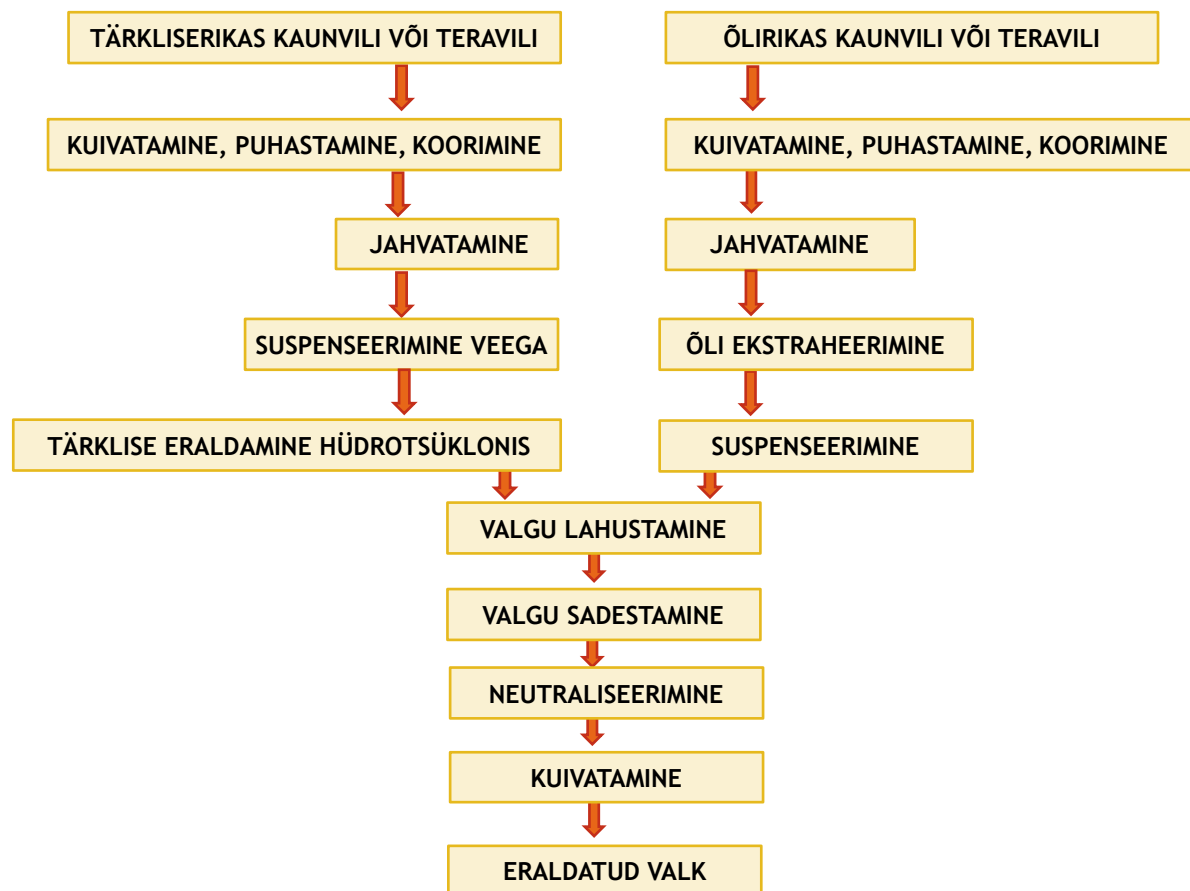 TÄRKLISERIKAS KAUNVILI VÕI TERAVILI
ÕLIRIKAS KAUNVILI VÕI TERAVILI
KUIVATAMINE, PUHASTAMINE, KOORIMINE
KUIVATAMINE, PUHASTAMINE, KOORIMINE
JAHVATAMINE
JAHVATAMINE
SUSPENSEERIMINE VEEGA
ÕLI EKSTRAHEERIMINE
TÄRKLISE ERALDAMINE HÜDROTSÜKLONIS
SUSPENSEERIMINE
VALGU LAHUSTAMINE
VALGU SADESTAMINE
NEUTRALISEERIMINE
KUIVATAMINE
ERALDATUD VALK